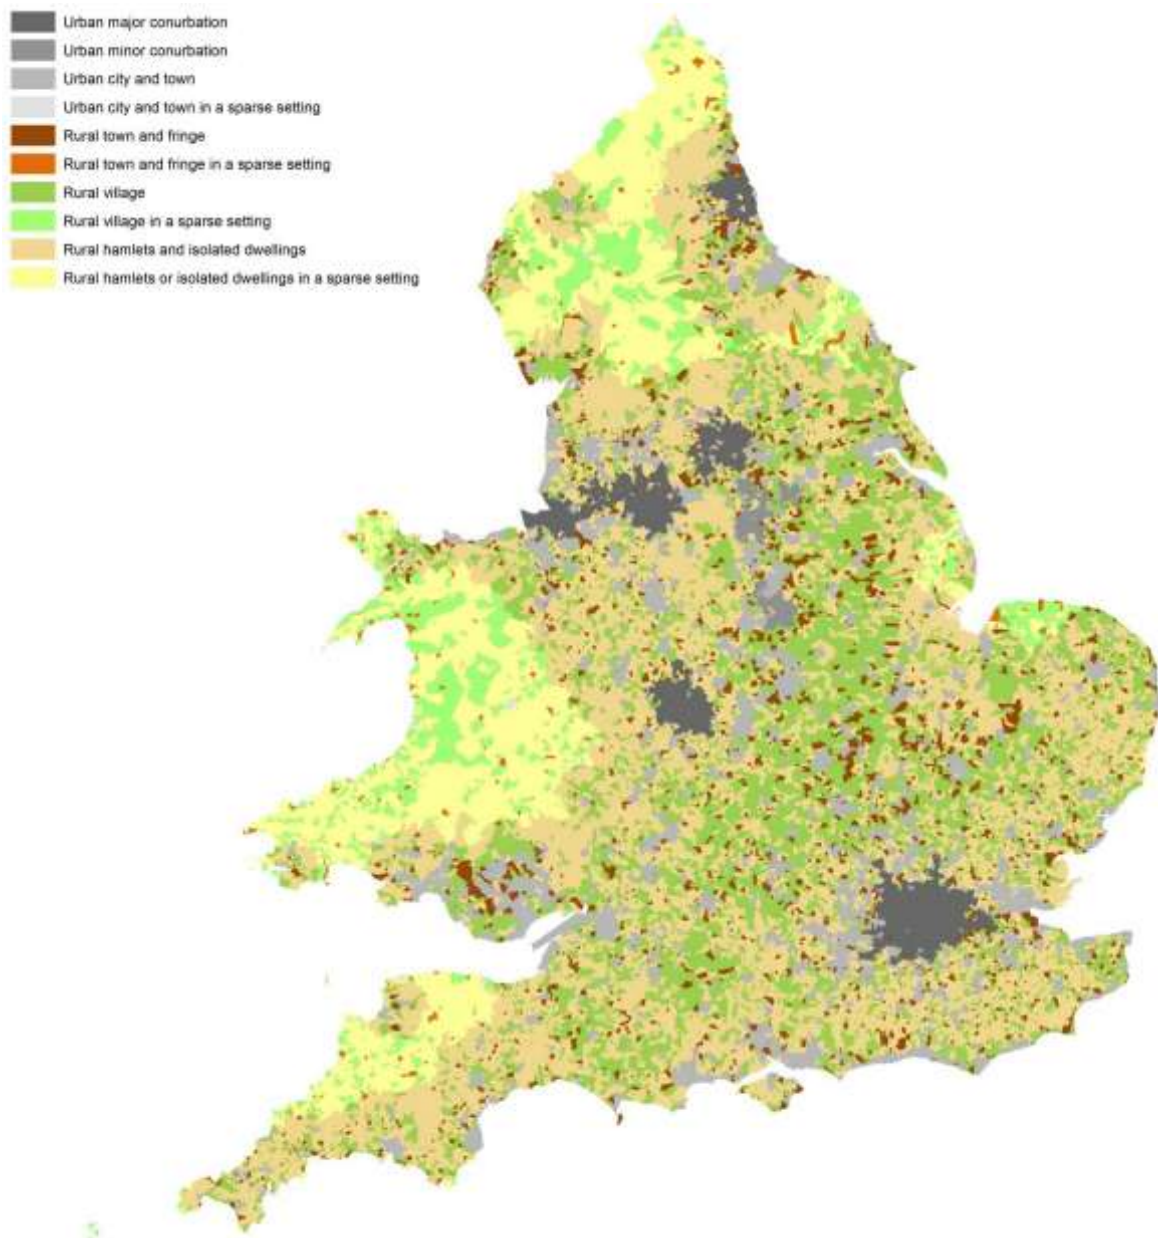 Urban major conurbation
Urban minor conurbation
Urban city and town
Urban city and town in a sparse setting
Rural town and fringe
Rural town and fringe in a sparse setting
Rural village
Rural village in a sparse setting
Rural hamlets and isolated dwellings
Rural hamlets or isolated dwellings in a sparse setting